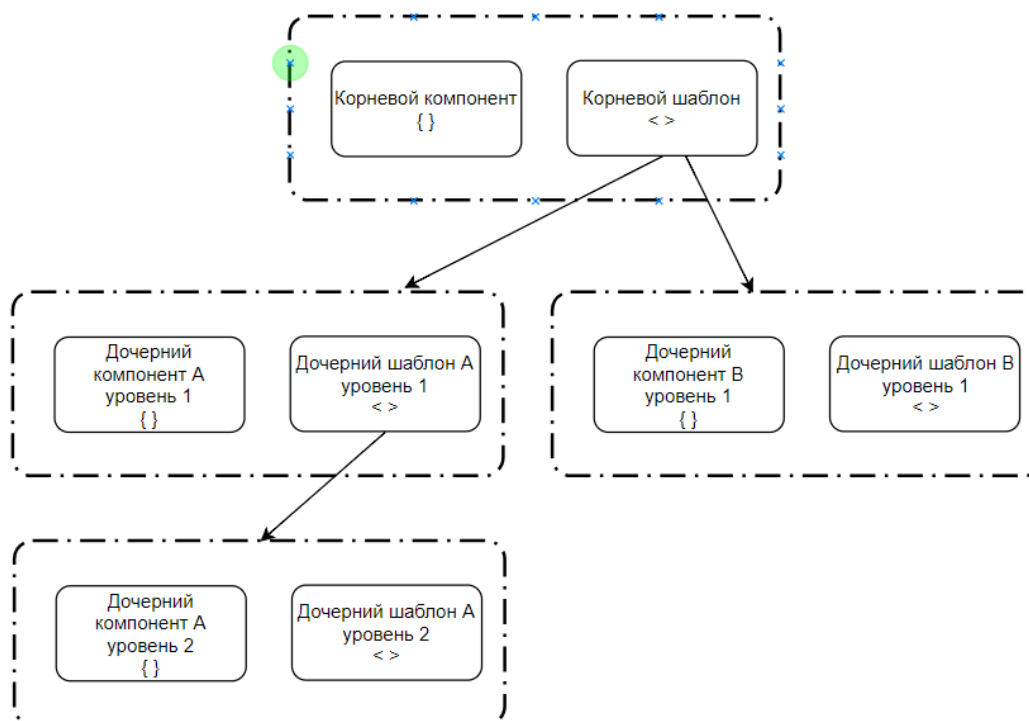 Корневой компонент
{ }
Корневой шаблон
< >
Дочерний
компонент А
уровень 1
{ }
Дочерний шаблон А
уровень 1
< >
Дочерний
компонент В
уровень 1
{ }
Дочерний шаблон В
уровень 1
< >
Дочерний
компонент А
уровень 2
{ }
Дочерний шаблон А
уровень 2
< >